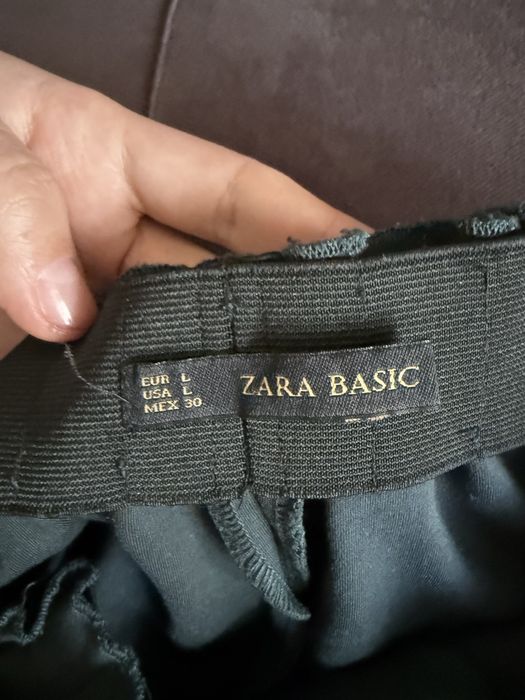 EUR L
USA L
MEX 30
ZARA BASIC